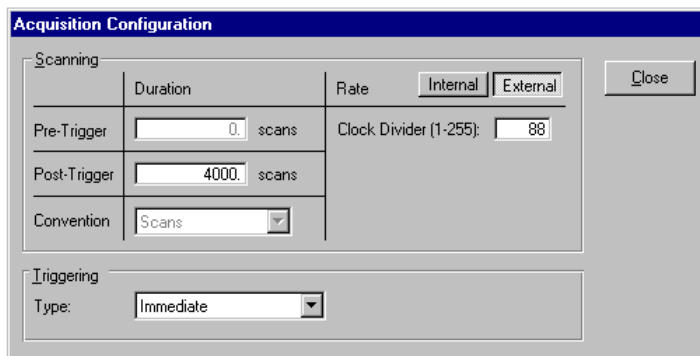 Acquisition Configuration
Scanning
Duration
Rate
Internal
External
Close
Pre-Trigger
0. scans
Clock Divider (1-255): 88
Post-Trigger
4000. scans
Convention
Scans
Triggering
Type:
Immediate